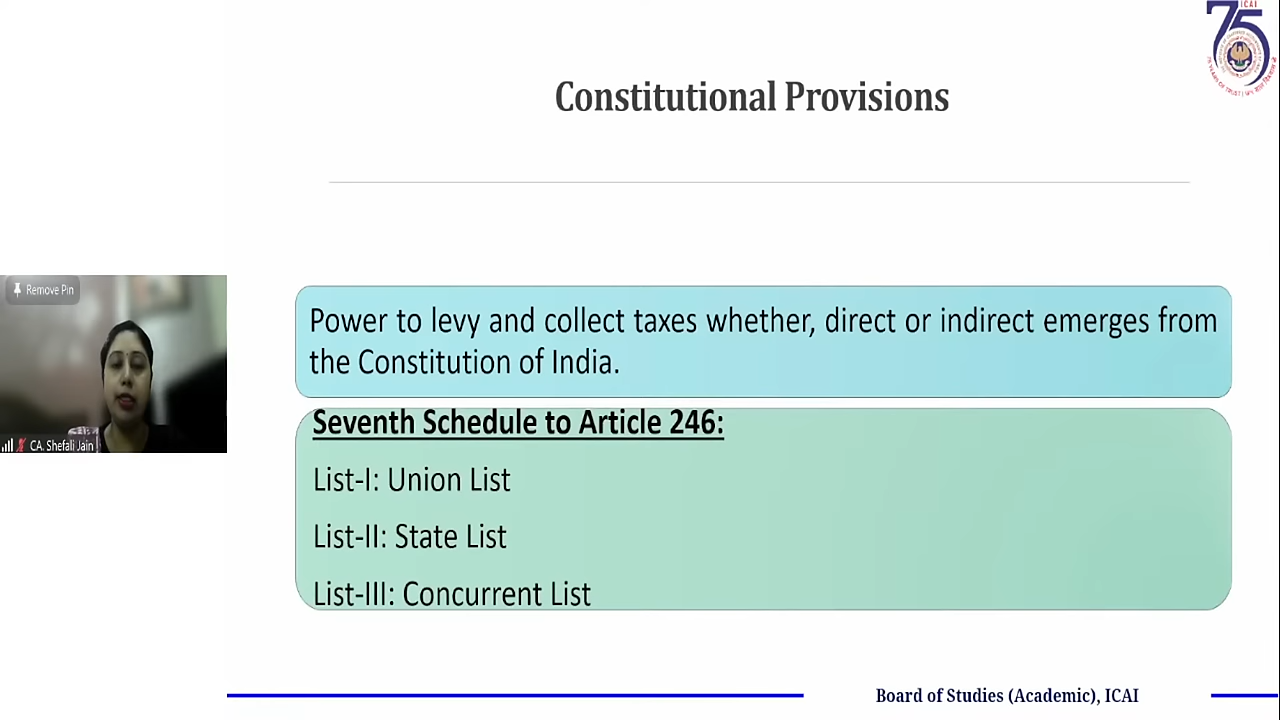 ICAI
75
Constitutional Provisions
Power to levy and collect taxes whether, direct or indirect emerges from
the Constitution of India.
Seventh Schedule to Article 246:
List-I: Union List
List-II: State List
List-III: Concurrent List
Remove Pin
CA. Shefali Jain
Board of Studies (Academic), ICAI